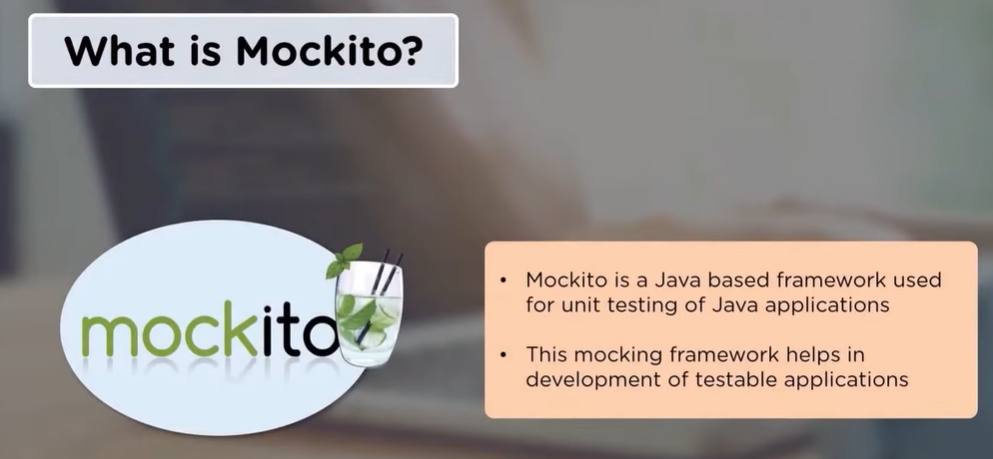 What is Mockito?
mockito
• Mockito is a Java based framework used
for unit testing of Java applications
• This mocking framework helps in
development of testable applications